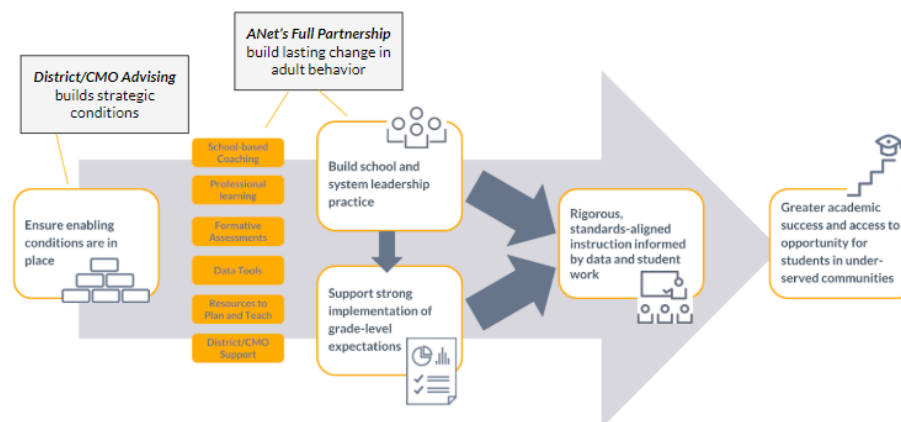 ANet's Full Partnership
build lasting change in
adult behavior
District/CMO Advising
builds strategic
conditions
Ensure enabling
conditions are in
place
School-based
Coaching
Professional
learning
Formative
Assessments
Data Tools
Resources to
Plan and Teach
District/CMO
Support
Build school and
system leadership
practice
Support strong
implementation of
grade-level
expectations
Rigorous,
standards-aligned
instruction informed
by data and student
work
Greater academic
success and access to
opportunity for
students in under-
served communities